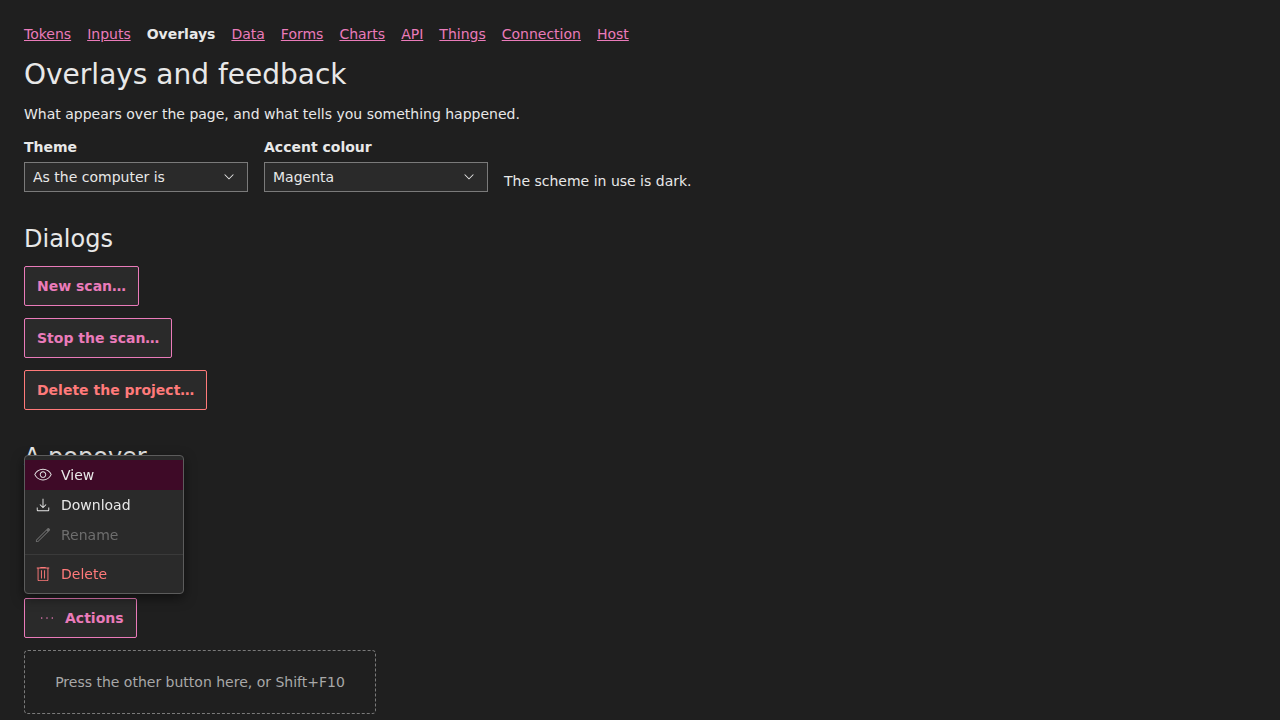 Tokens Inputs Overlays Data Forms Charts API Things Connection Host
Overlays and feedback
What appears over the page, and what tells you something happened.
Theme Accent colour
As the computer is Magenta The scheme in use is dark.
Dialogs
New scan…
Stop the scan…
Delete the project…
A popover
View
Download
Rename
Delete
Actions
Press the other button here, or Shift+F10